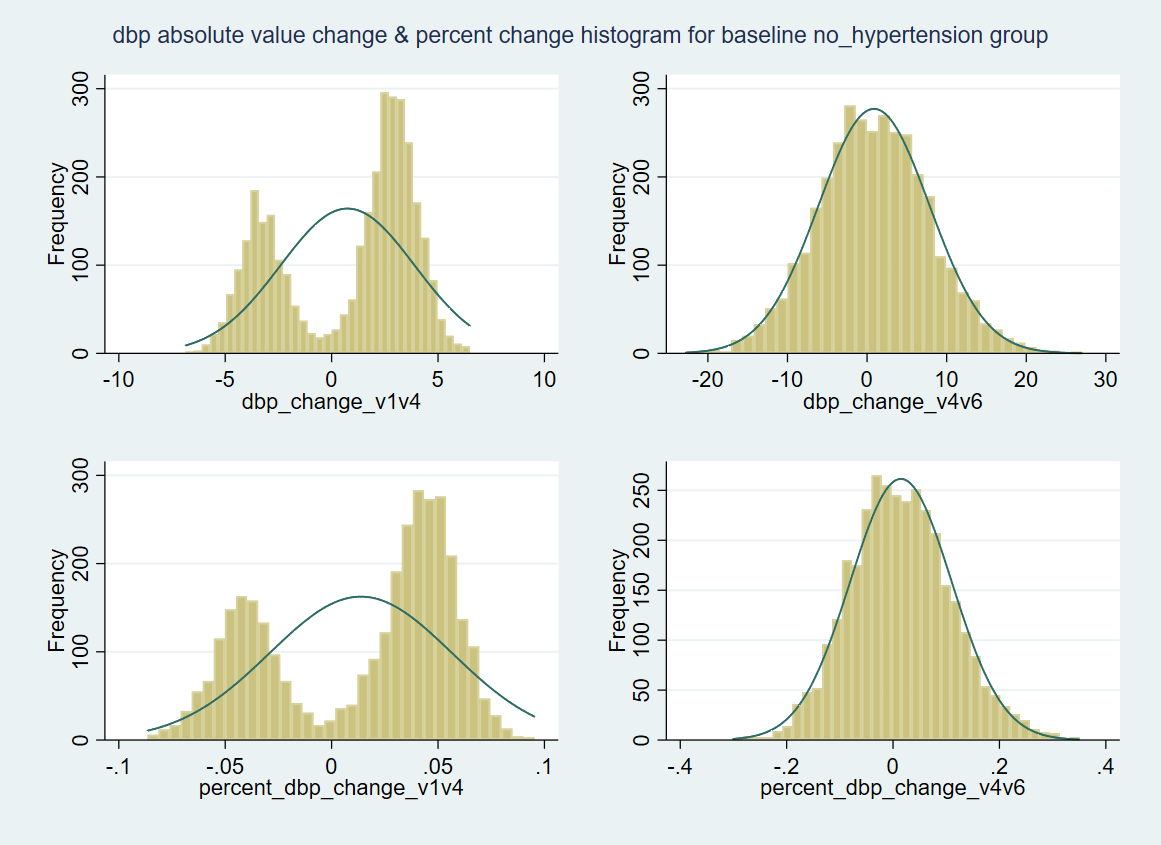 dbp absolute value change & percent change histogram for baseline no_hypertension group
300
200
100
0
Frequency
-10 -5 0 5 10
dbp_change_v1v4
300
200
100
0
Frequency
-20 -10 0 10 20 30
dbp_change_v4v6
300
200
100
0
Frequency
-.1 -.05 0 .05 .1
percent_dbp_change_v1v4
250
200
150
100
50
0
Frequency
-.4 -.2 0 .2 .4
percent_dbp_change_v4v6